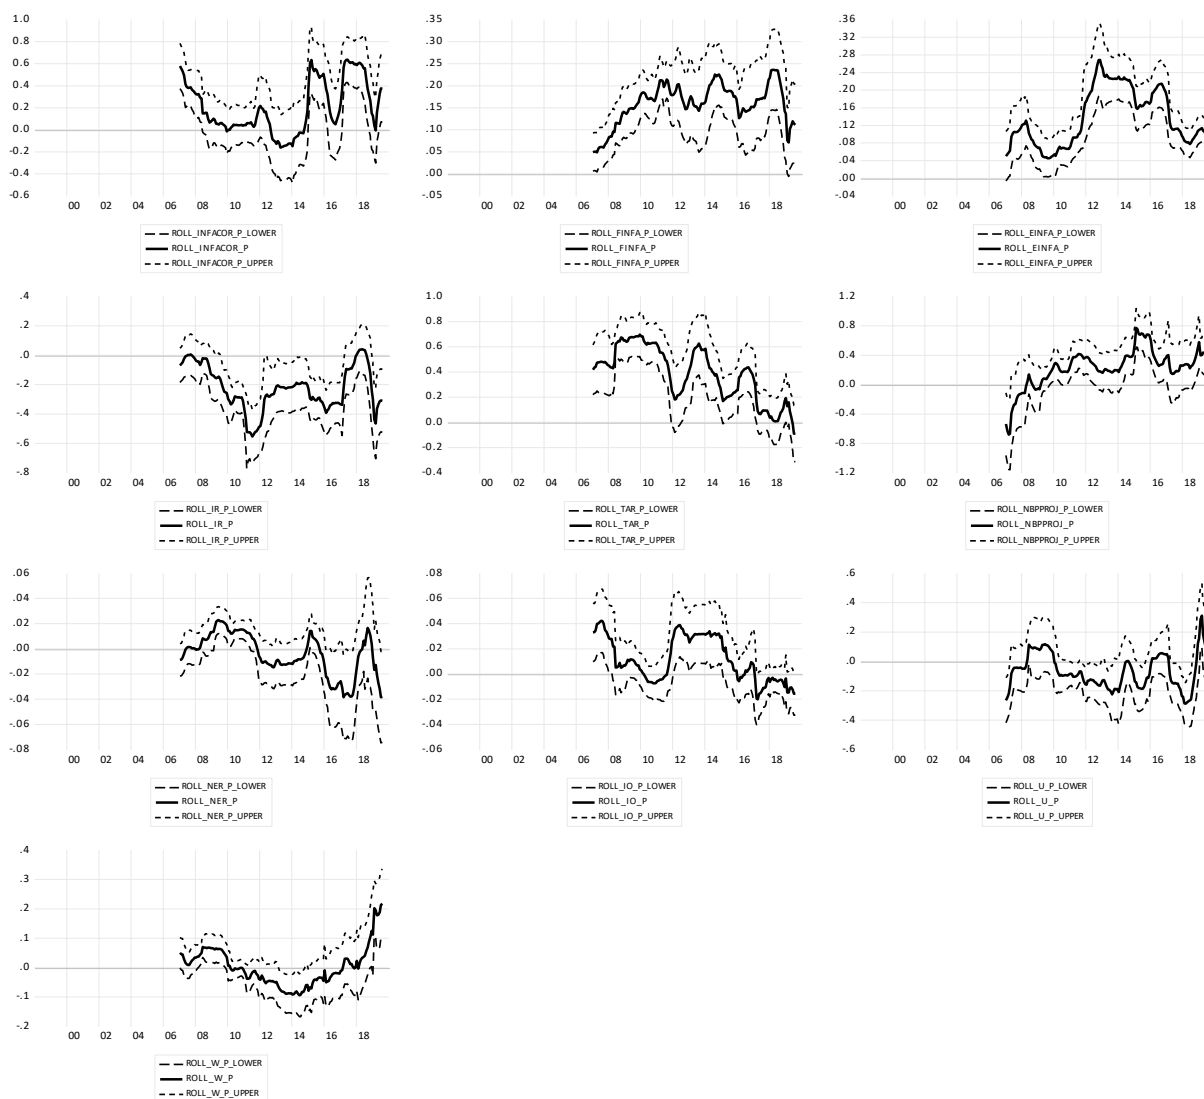 1.0
0.8
0.6
0.4
0.2
0.0
-0.2
-0.4
-0.6
00 02 04 06 08 10 12 14 16 18
ROLL_INFACOR_P_LOWER
ROLL_INFACOR_P
ROLL_INFACOR_P_UPPER
.35
.30
.25
.20
.15
.10
.05
.00
-.05
00 02 04 06 08 10 12 14 16 18
ROLL_FINFA_P_LOWER
ROLL_FINFA_P
ROLL_FINFA_P_UPPER
.36
.32
.28
.24
.20
.16
.12
.08
.04
.00
-.04
00 02 04 06 08 10 12 14 16 18
ROLL_EINFA_P_LOWER
ROLL_EINFA_P
ROLL_EINFA_P_UPPER
.4
.2
.0
-.2
-.4
-.6
-.8
00 02 04 06 08 10 12 14 16 18
ROLL_IR_P_LOWER
ROLL_IR_P
ROLL_IR_P_UPPER
1.0
0.8
0.6
0.4
0.2
0.0
-0.2
-0.4
00 02 04 06 08 10 12 14 16 18
ROLL_TAR_P_LOWER
ROLL_TAR_P
ROLL_TAR_P_UPPER
1.2
0.8
0.4
0.0
-0.4
-0.8
-1.2
00 02 04 06 08 10 12 14 16 18
ROLL_NBPPROJ_P_LOWER
ROLL_NBPPROJ_P
ROLL_NBPPROJ_P_UPPER
.06
.04
.02
.00
-.02
-.04
-.06
-.08
00 02 04 06 08 10 12 14 16 18
ROLL_NER_P_LOWER
ROLL_NER_P
ROLL_NER_P_UPPER
.08
.06
.04
.02
.00
-.02
-.04
-.06
00 02 04 06 08 10 12 14 16 18
ROLL_IO_P_LOWER
ROLL_IO_P
ROLL_IO_P_UPPER
.6
.4
.2
.0
-.2
-.4
-.6
00 02 04 06 08 10 12 14 16 18
ROLL_U_P_LOWER
ROLL_U_P
ROLL_U_P_UPPER
.4
.3
.2
.1
.0
-.1
-.2
00 02 04 06 08 10 12 14 16 18
ROLL_W_P_LOWER
ROLL_W_P
ROLL_W_P_UPPER